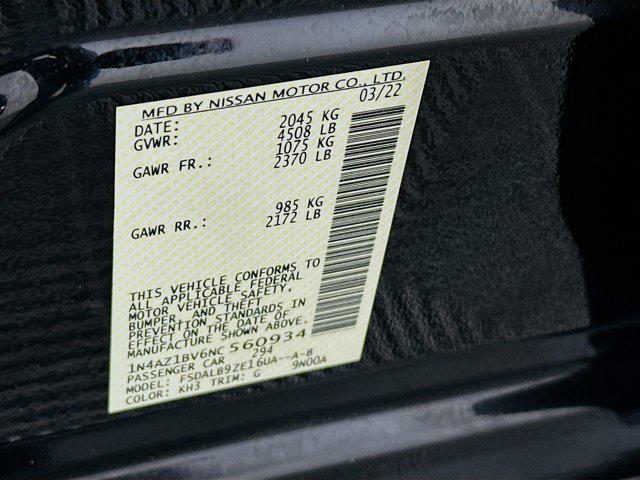 MFD BY NISSAN MOTOR CO., LTD.
DATE: 03/22
GVWR: 2045 KG
4508 LB
GAWR FR.: 1075 KG
2370 LB
GAWR RR.: 985 KG
2172 LB
THIS VEHICLE CONFORMS TO
ALL APPLICABLE FEDERAL
MOTOR VEHICLE SAFETY,
BUMPER, AND THEFT
PREVENTION STANDARDS IN
EFFECT ON THE DATE OF
MANUFACTURE SHOWN ABOVE.
1N4AZ1BV6NC560934
PASSENGER CAR 294
MODEL: FSDALB9ZE16UA--A-B
COLOR: KH3 TRIM: G 9N00A